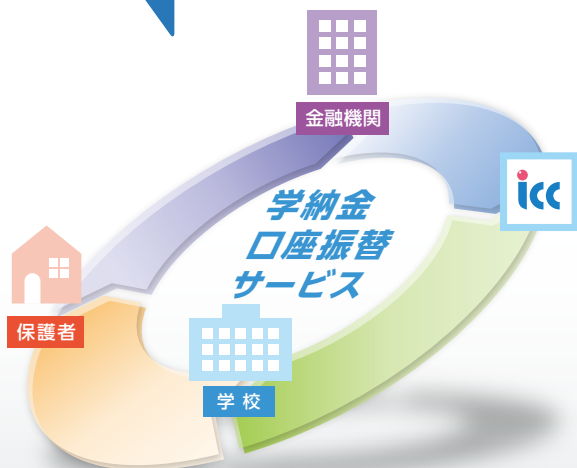 金融機関
icc
学納金
口座振替
サービス
保護者
学校